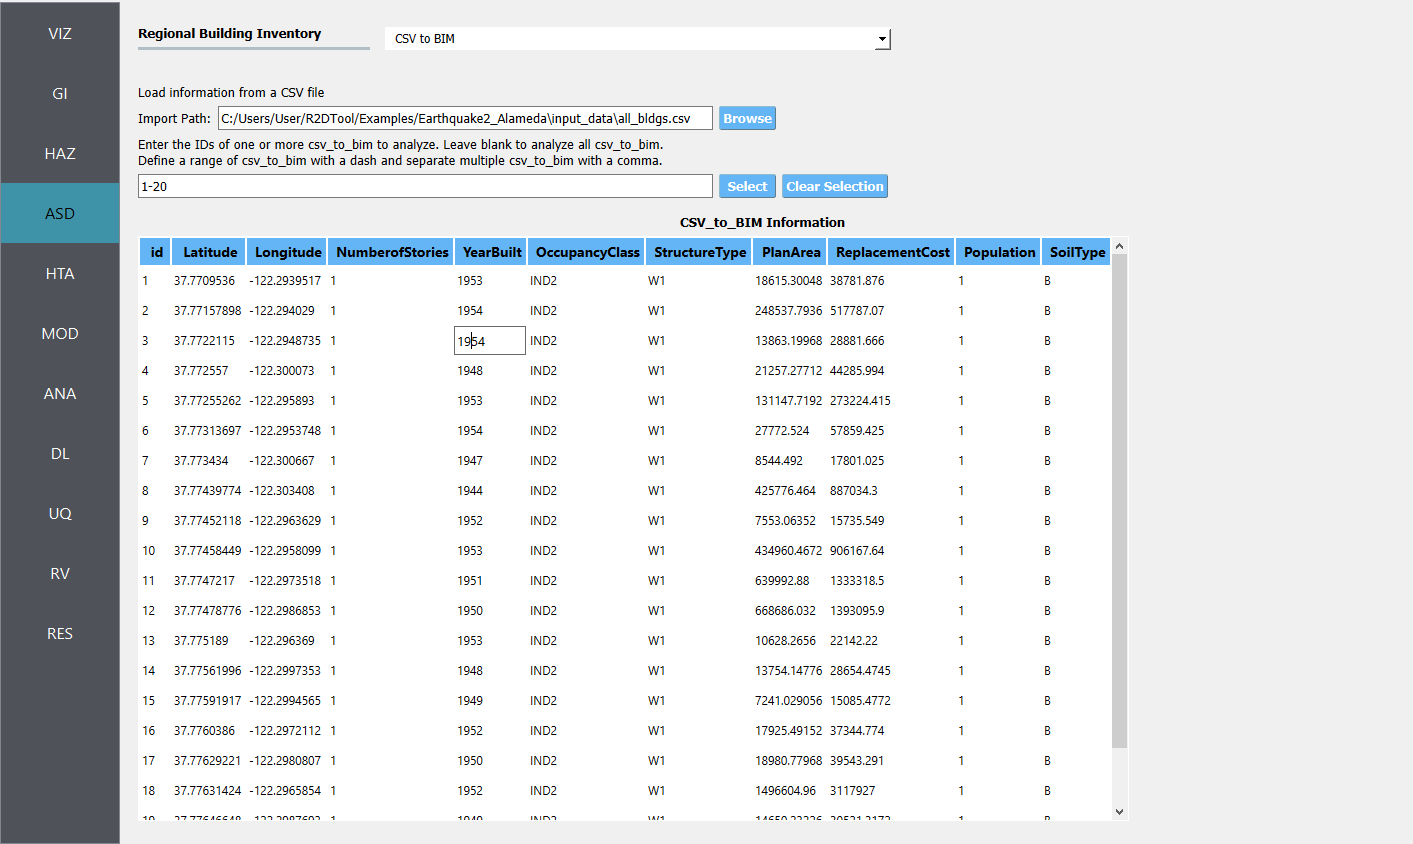 VIZ
GI
HAZ
ASD
HTA
MOD
ANA
DL
UQ
RV
RES
Regional Building Inventory CSV to BIM
Load information from a CSV file
Import Path: C:/Users/User/R2DTool/Examples/Earthquake2_Alameda\input_data\all_bldgs.csv Browse
Enter the IDs of one or more csv_to_bim to analyze. Leave blank to analyze all csv_to_bim.
Define a range of csv_to_bim with a dash and separate multiple csv_to_bim with a comma.
1-20 Select Clear Selection
CSV_to_BIM Information
id Latitude Longitude NumberofStories YearBuilt OccupancyClass StructureType PlanArea ReplacementCost Population SoilType
1 37.7709536 -122.2939517 1 1953 IND2 W1 18615.30048 38781.876 1 B
2 37.77157898 -122.294029 1 1954 IND2 W1 248537.7936 517787.07 1 B
3 37.7722115 -122.2948735 1 1954 IND2 W1 13863.19968 28881.666 1 B
4 37.772557 -122.300073 1 1948 IND2 W1 21257.27712 44285.994 1 B
5 37.77255262 -122.295893 1 1953 IND2 W1 131147.7192 273224.415 1 B
6 37.77313697 -122.2953748 1 1954 IND2 W1 27772.524 57859.425 1 B
7 37.773434 -122.300667 1 1947 IND2 W1 8544.492 17801.025 1 B
8 37.77439774 -122.303408 1 1944 IND2 W1 425776.464 887034.3 1 B
9 37.77452118 -122.2963629 1 1952 IND2 W1 7553.06352 15735.549 1 B
10 37.77458449 -122.2958099 1 1953 IND2 W1 434960.4672 906167.64 1 B
11 37.7747217 -122.2973518 1 1951 IND2 W1 639992.88 1333318.5 1 B
12 37.77478776 -122.2986853 1 1950 IND2 W1 668686.032 1393095.9 1 B
13 37.775189 -122.296369 1 1953 IND2 W1 10628.2656 22142.22 1 B
14 37.77561996 -122.2997353 1 1948 IND2 W1 13754.14776 28654.4745 1 B
15 37.77591917 -122.2994565 1 1949 IND2 W1 7241.029056 15085.4772 1 B
16 37.7760386 -122.2972112 1 1952 IND2 W1 17925.49152 37344.774 1 B
17 37.77629221 -122.2980807 1 1950 IND2 W1 18980.77968 39543.291 1 B
18 37.77631424 -122.2965854 1 1952 IND2 W1 1496604.96 3117927 1 B